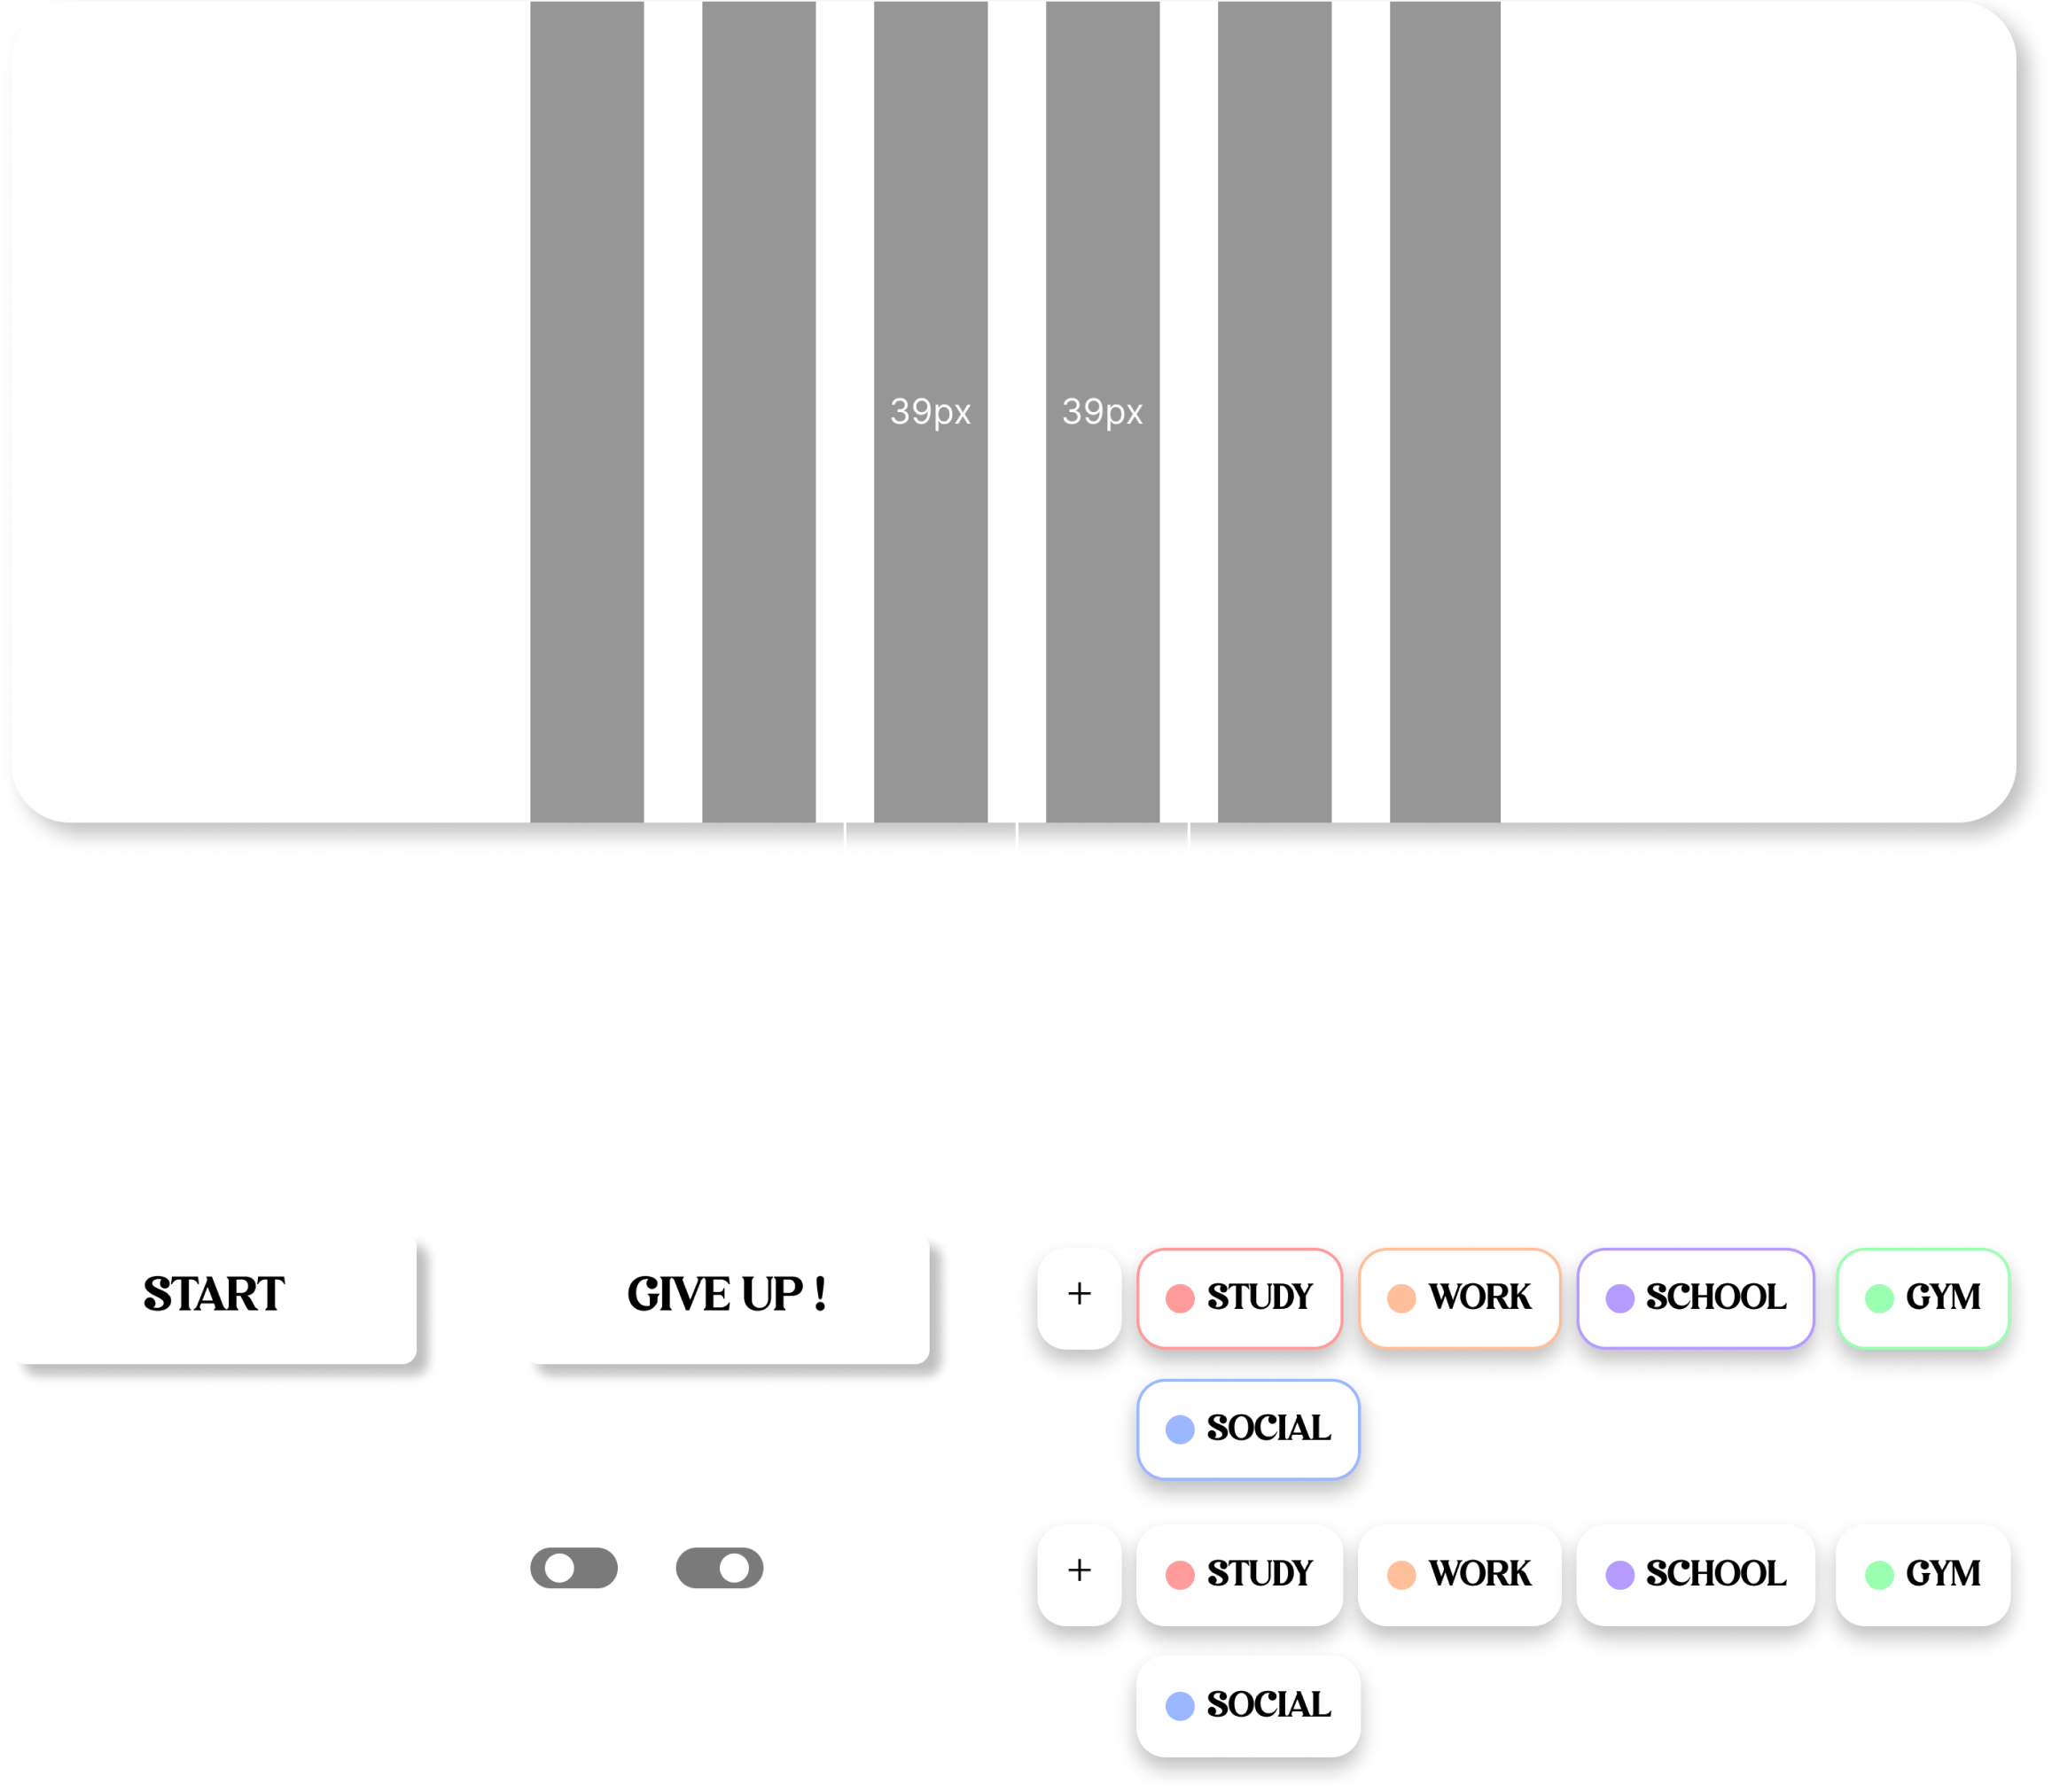 39px 39px
START
GIVE UP !
+ STUDY WORK SCHOOL GYM
SOCIAL
+ STUDY WORK SCHOOL GYM
SOCIAL